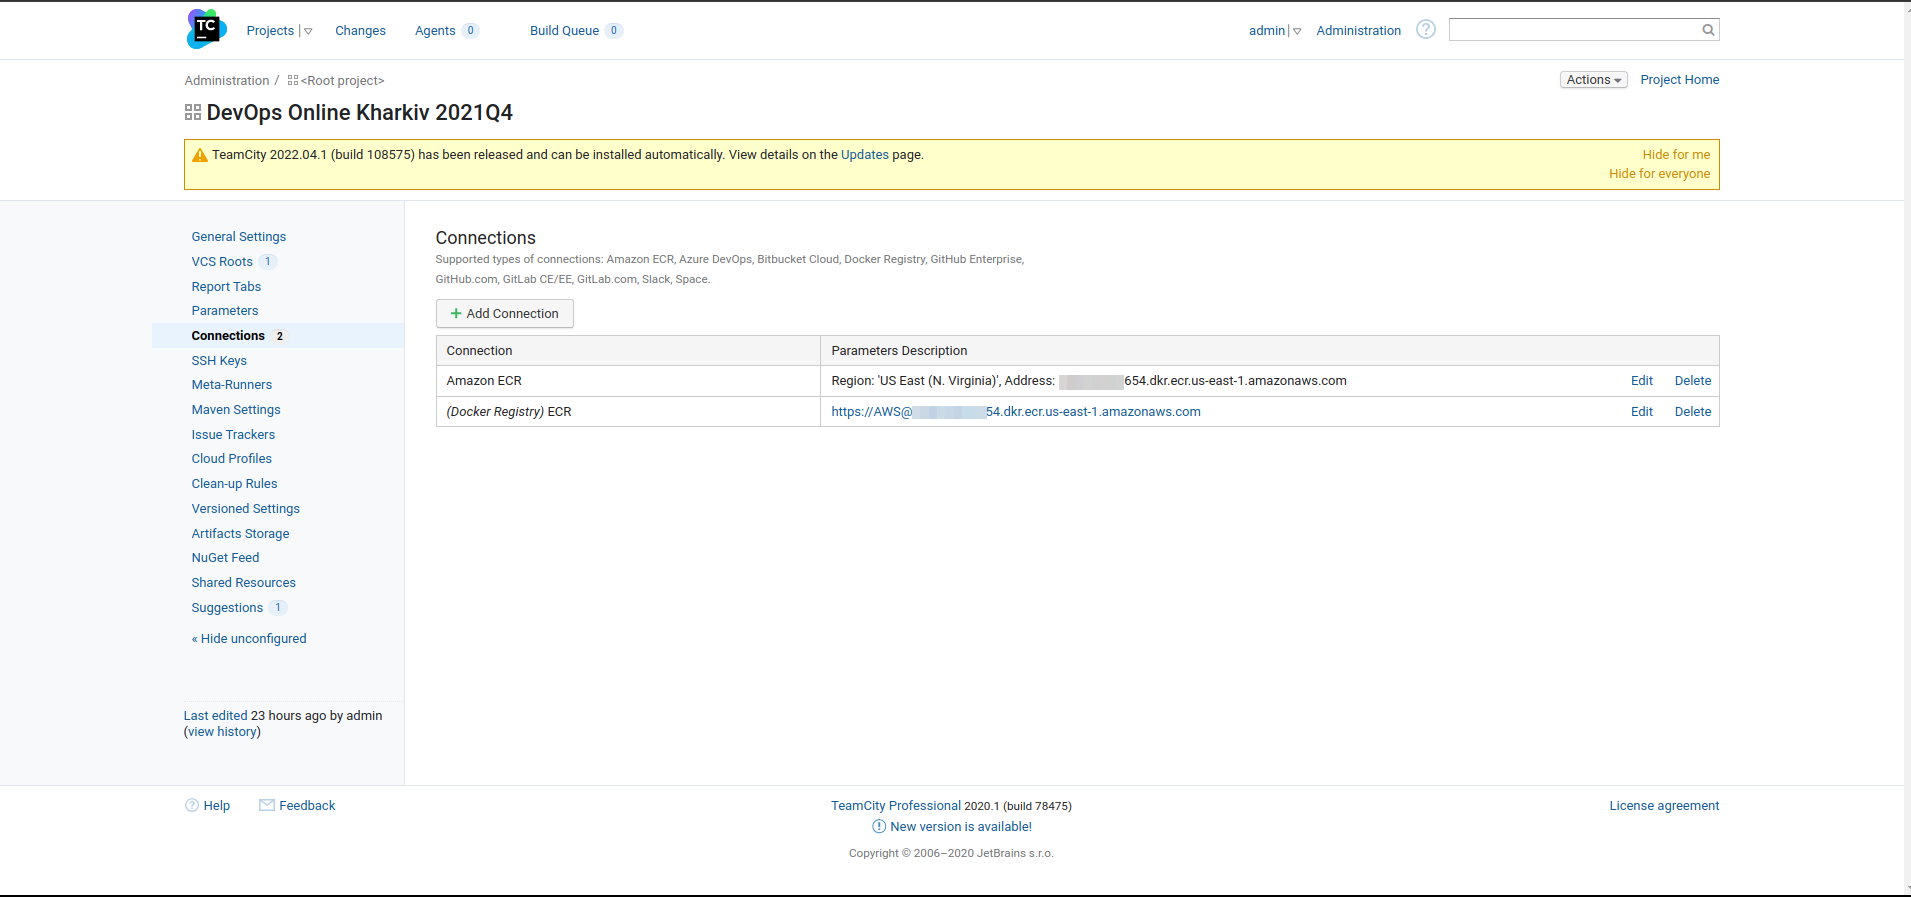 TC
Projects
Changes
Agents 0
Build Queue 0
admin
Administration
?
Administration / <Root project>
Actions
Project Home
DevOps Online Kharkiv 2021Q4
TeamCity 2022.04.1 (build 108575) has been released and can be installed automatically. View details on the Updates page.
Hide for me
Hide for everyone
General Settings
VCS Roots 1
Report Tabs
Parameters
Connections 2
SSH Keys
Meta-Runners
Maven Settings
Issue Trackers
Cloud Profiles
Clean-up Rules
Versioned Settings
Artifacts Storage
NuGet Feed
Shared Resources
Suggestions 1
« Hide unconfigured
Last edited 23 hours ago by admin
(view history)
Connections
Supported types of connections: Amazon ECR, Azure DevOps, Bitbucket Cloud, Docker Registry, GitHub Enterprise,
GitHub.com, GitLab CE/EE, GitLab.com, Slack, Space.
+ Add Connection
Connection Parameters Description
Amazon ECR Region: 'US East (N. Virginia)', Address: 654.dkr.ecr.us-east-1.amazonaws.com Edit Delete
(Docker Registry) ECR https://AWS@ 54.dkr.ecr.us-east-1.amazonaws.com Edit Delete
? Help
Feedback
TeamCity Professional 2020.1 (build 78475)
New version is available!
Copyright © 2006–2020 JetBrains s.r.o.
License agreement